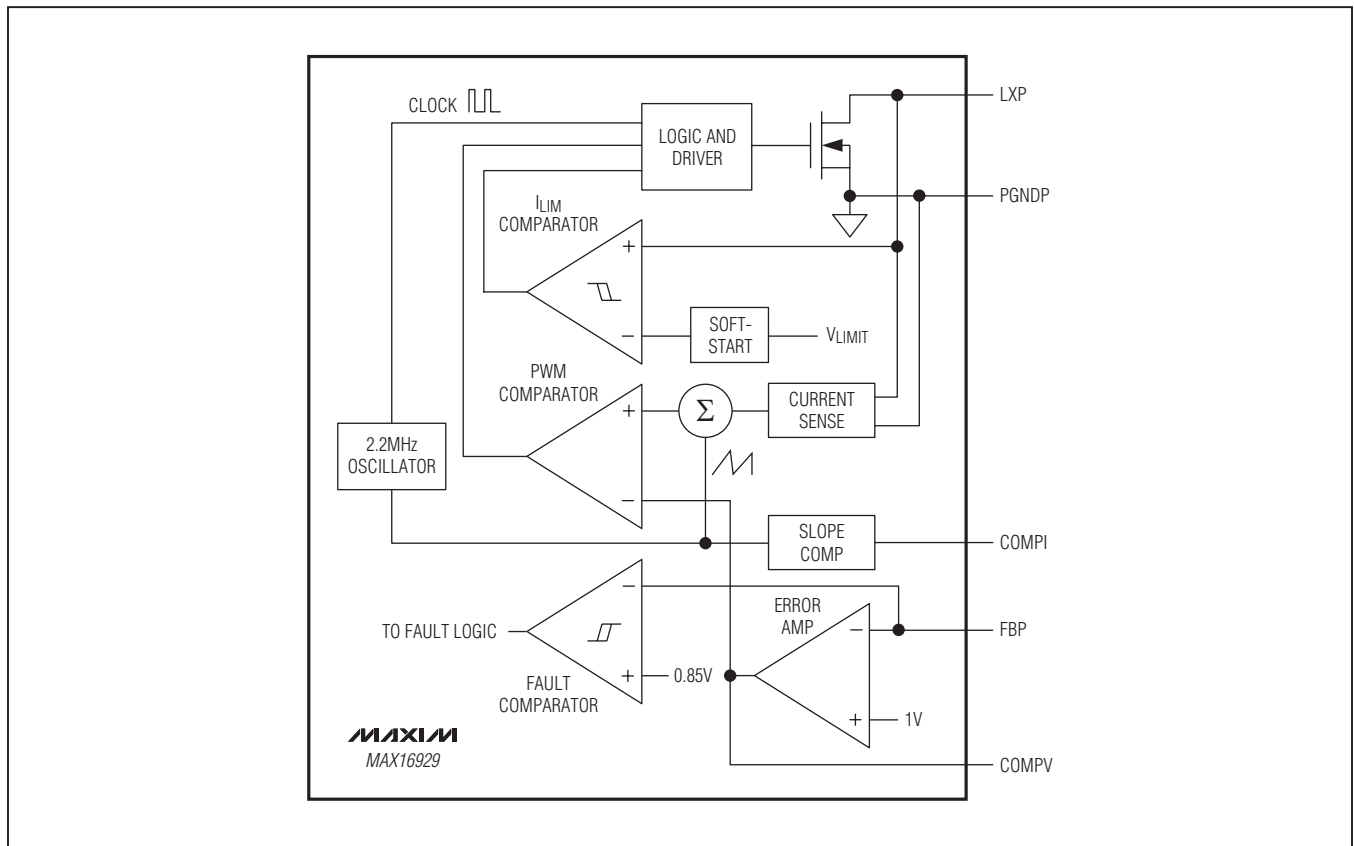 CLOCK
LOGIC AND
DRIVER
LXP
PGNDP
ILIM
COMPARATOR
+
−
SOFT-
START
VLIMIT
PWM
COMPARATOR
+
−
Σ
CURRENT
SENSE
2.2MHz
OSCILLATOR
SLOPE
COMP
COMPI
ERROR
AMP
−
+
1V
FBP
TO FAULT LOGIC
−
+
0.85V
FAULT
COMPARATOR
COMPV
MAXIM
MAX16929